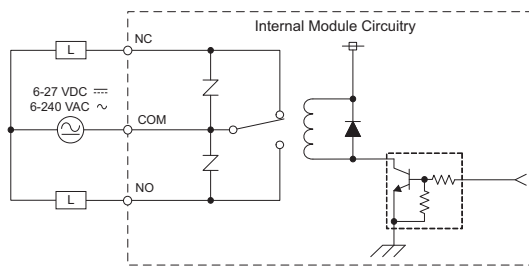 Internal Module Circuitry
NC
L
6-27 VDC ⎓
6-240 VAC ∿
COM
NO
L